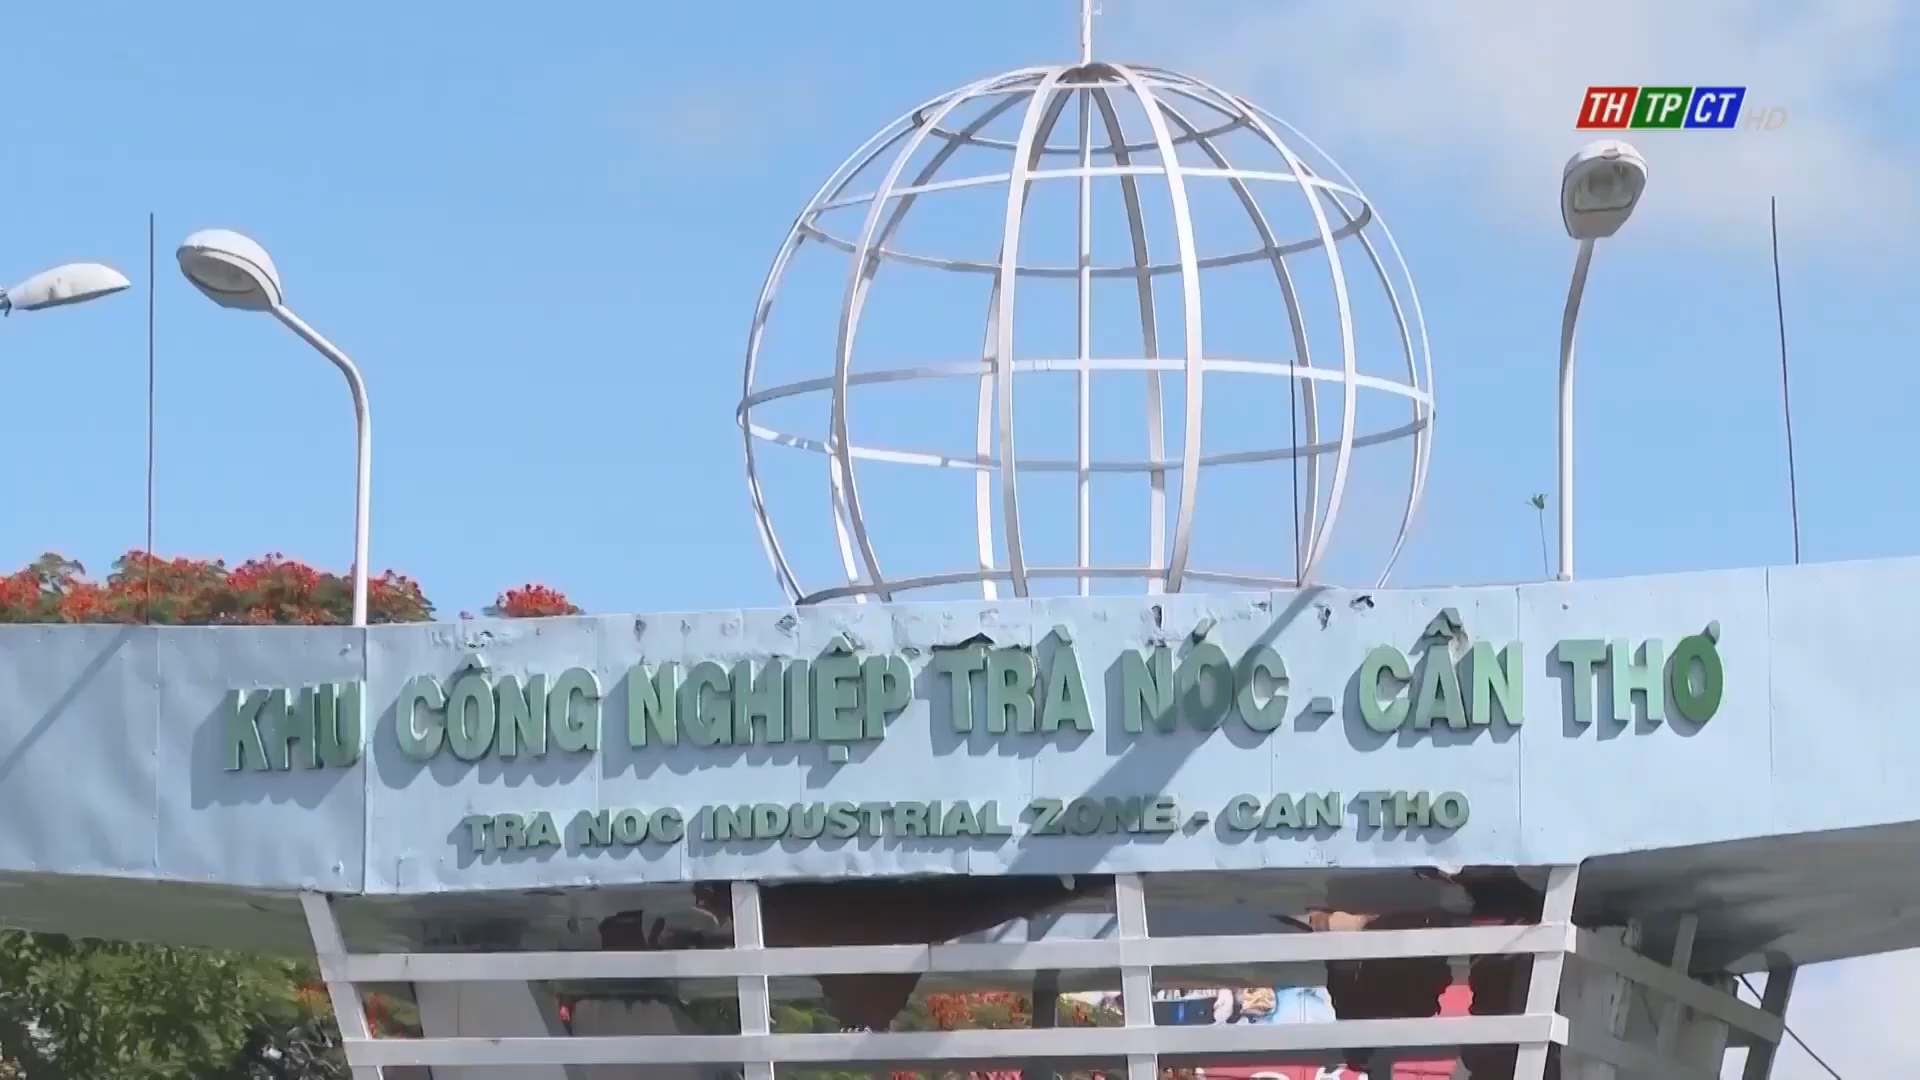 THTPCT HD
KHU CÔNG NGHIỆP TRÀ NÓC - CẦN THƠ
TRA NOC INDUSTRIAL ZONE - CAN THO